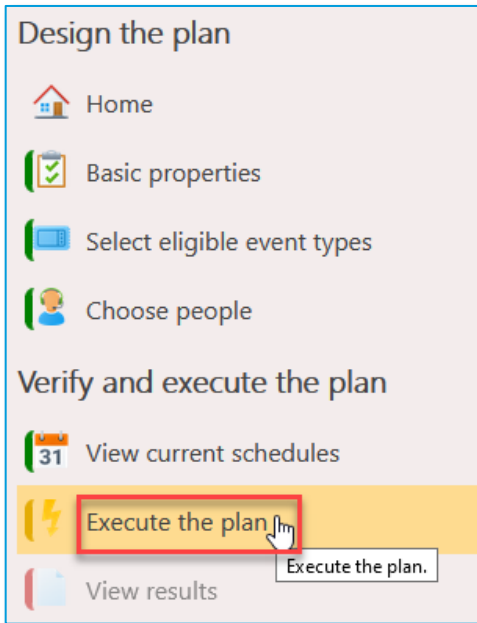 Design the plan
Home
Basic properties
Select eligible event types
Choose people
Verify and execute the plan
31 View current schedules
Execute the plan
Execute the plan.
View results